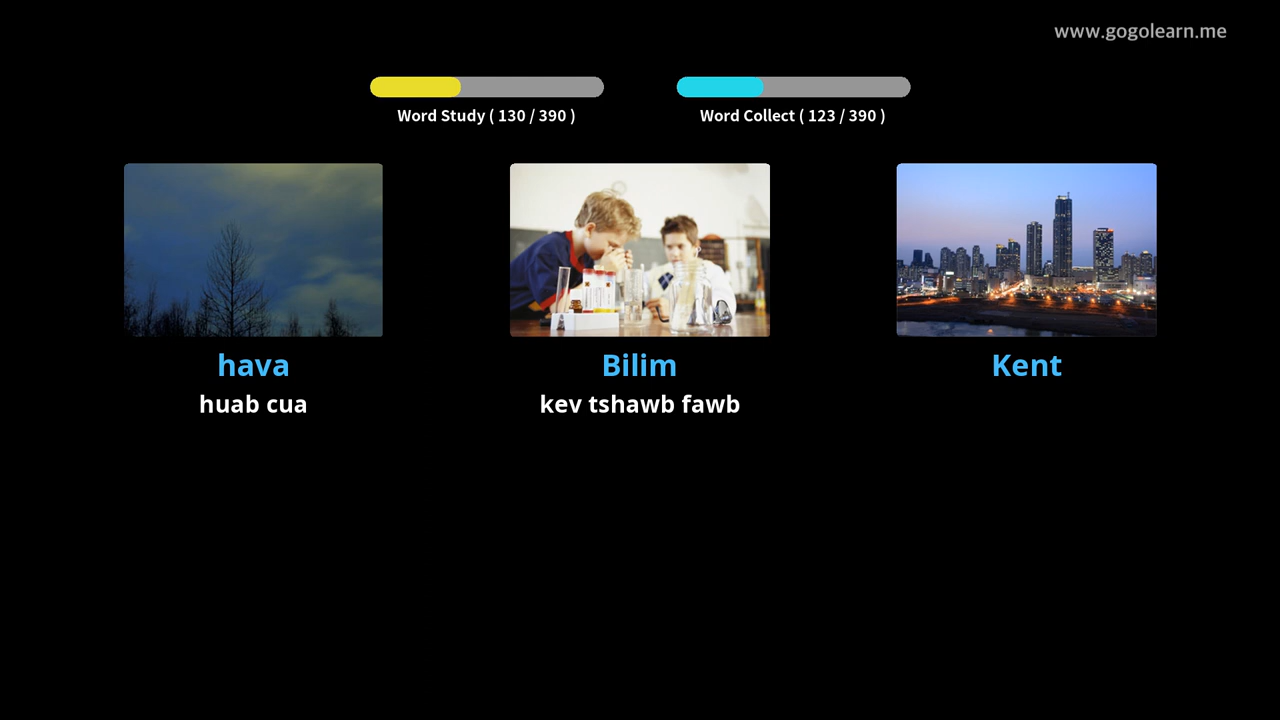 www.gogolearn.me
Word Study ( 130 / 390 )
Word Collect ( 123 / 390 )
hava
Bilim
Kent
huab cua
kev tshawb fawb